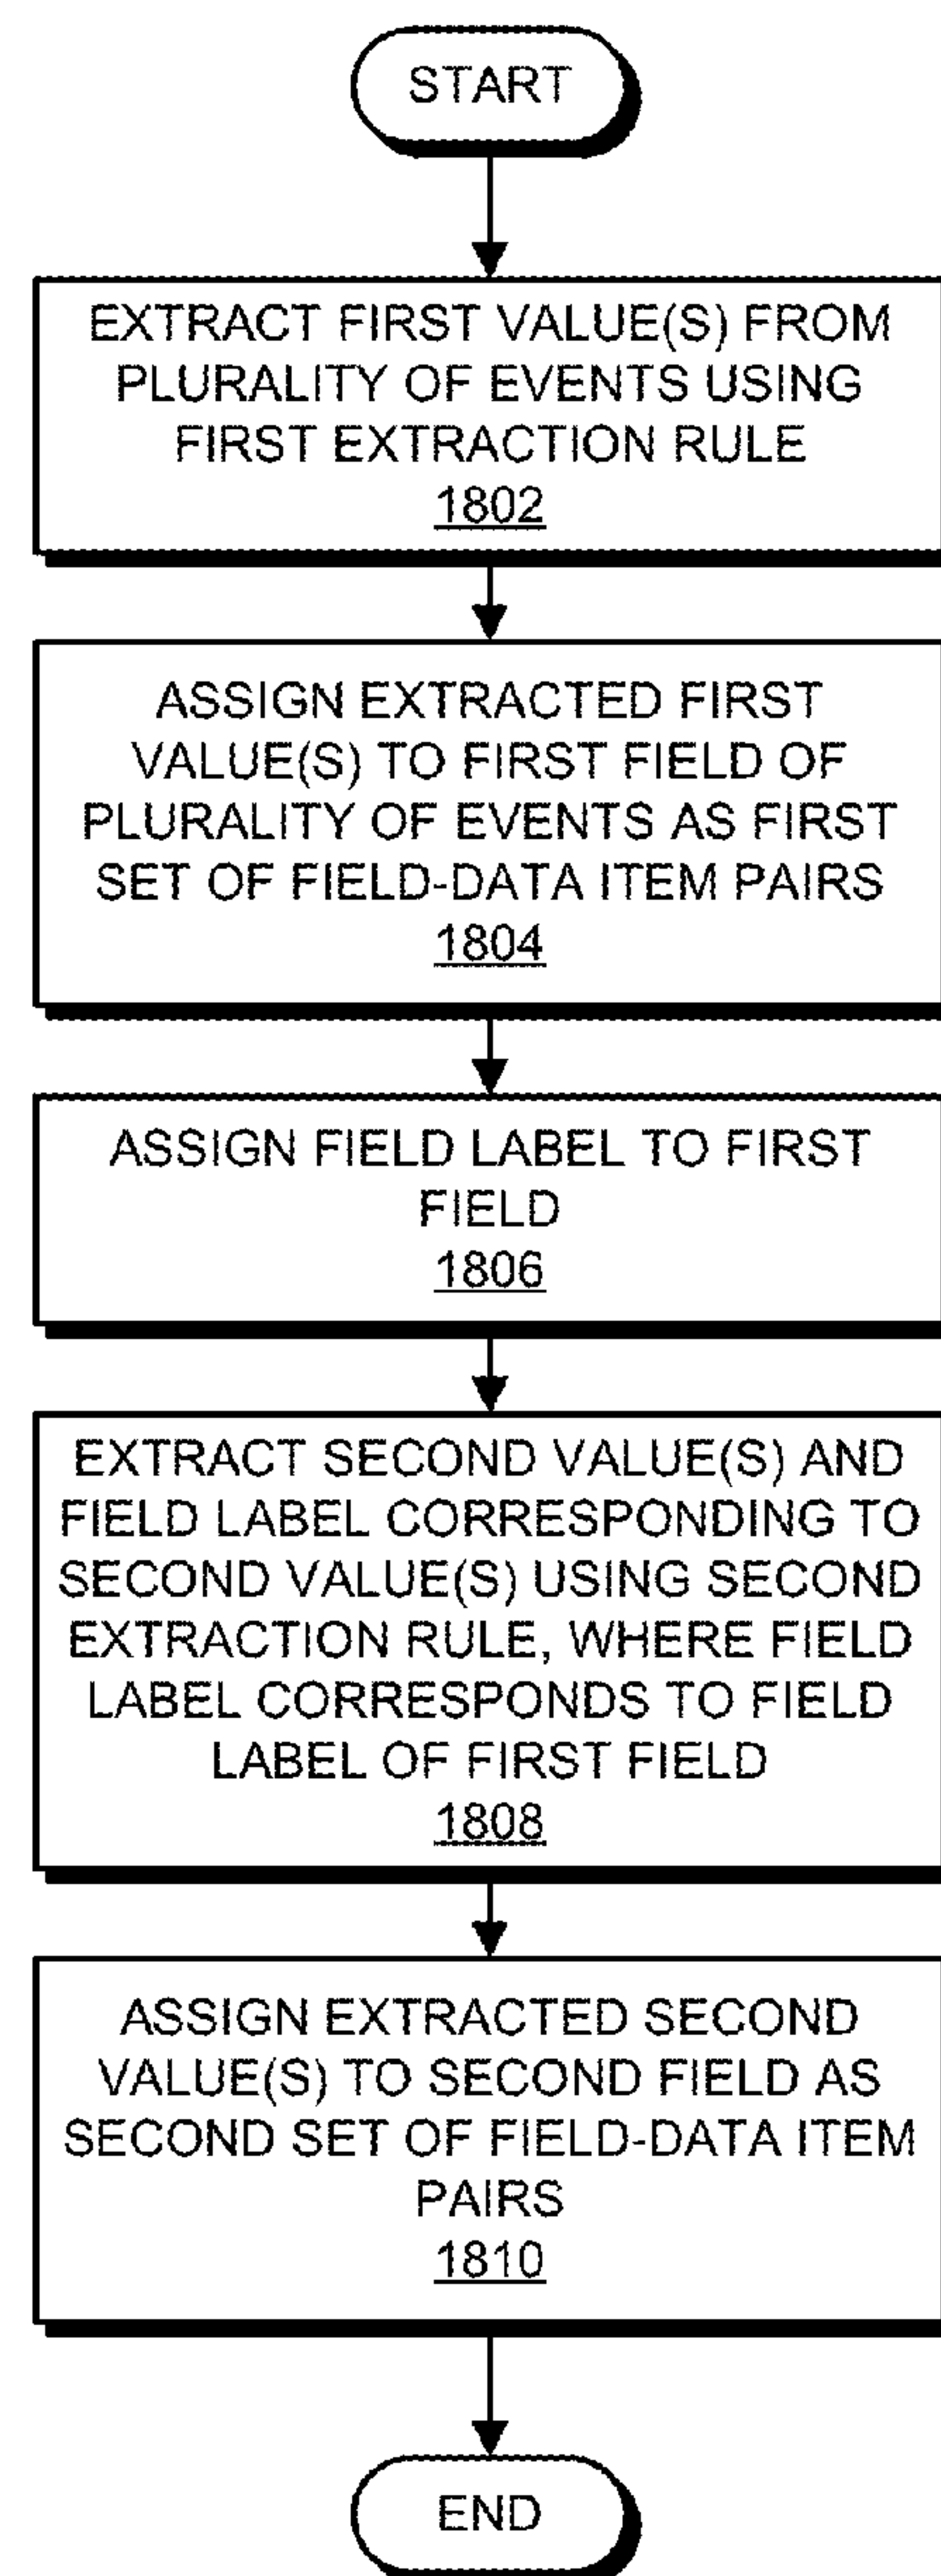 START
EXTRACT FIRST VALUE(S) FROM
PLURALITY OF EVENTS USING
FIRST EXTRACTION RULE
1802
ASSIGN EXTRACTED FIRST
VALUE(S) TO FIRST FIELD OF
PLURALITY OF EVENTS AS FIRST
SET OF FIELD-DATA ITEM PAIRS
1804
ASSIGN FIELD LABEL TO FIRST
FIELD
1806
EXTRACT SECOND VALUE(S) AND
FIELD LABEL CORRESPONDING TO
SECOND VALUE(S) USING SECOND
EXTRACTION RULE, WHERE FIELD
LABEL CORRESPONDS TO FIELD
LABEL OF FIRST FIELD
1808
ASSIGN EXTRACTED SECOND
VALUE(S) TO SECOND FIELD AS
SECOND SET OF FIELD-DATA ITEM
PAIRS
1810
END